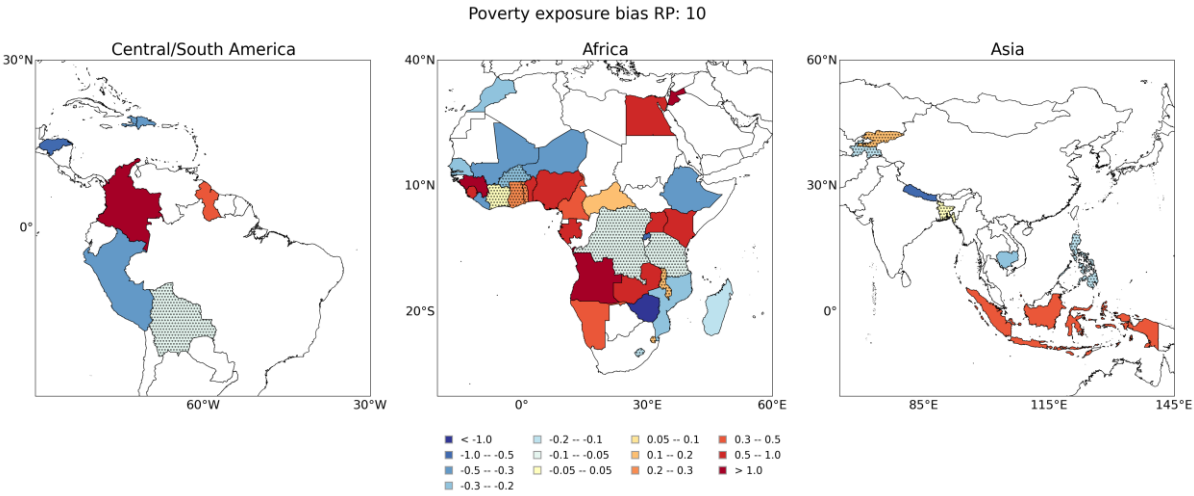 Poverty exposure bias RP: 10
Central/South America
Africa
Asia
30°N
0°
60°W
30°W
40°N
10°N
20°S
0°
30°E
60°E
60°N
30°N
0°
85°E
115°E
145°E
< -1.0
-1.0 -- -0.5
-0.5 -- -0.3
-0.3 -- -0.2
-0.2 -- -0.1
-0.1 -- -0.05
-0.05 -- 0.05
0.05 -- 0.1
0.1 -- 0.2
0.2 -- 0.3
0.3 -- 0.5
0.5 -- 1.0
> 1.0